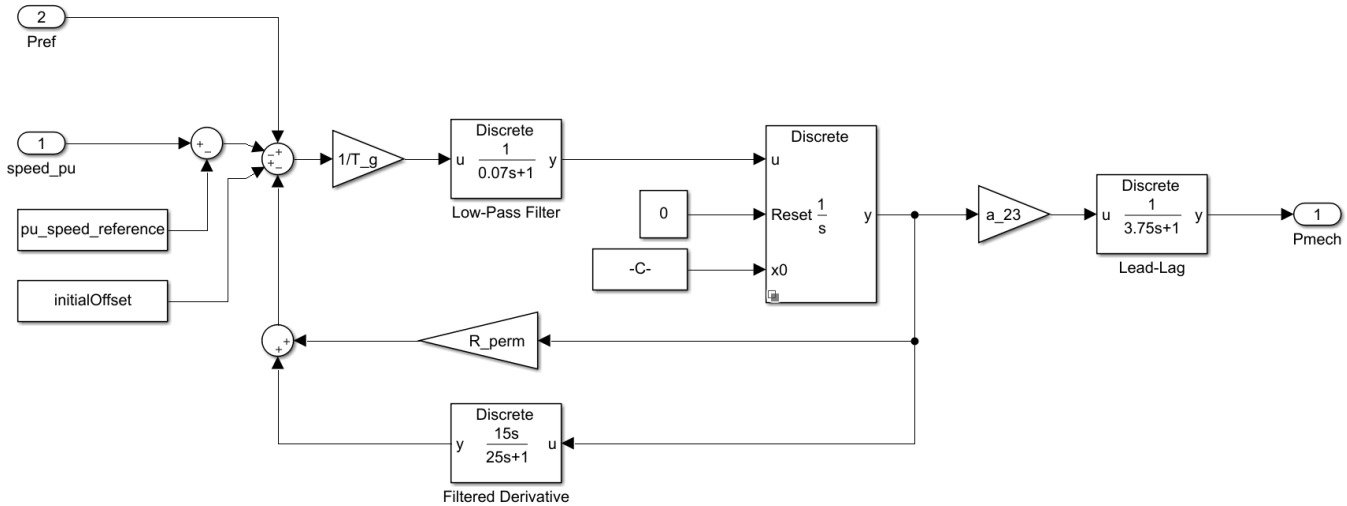 2
Pref
1
speed_pu
+
−
pu_speed_reference
initialOffset
−
+
+
−
1/T_g
Discrete
u
1
0.07s+1
y
Low-Pass Filter
0
-C-
Discrete
u
Reset
1
s
y
x0
a_23
Discrete
u
1
3.75s+1
y
Lead-Lag
1
Pmech
+
+
R_perm
Discrete
y
15s
25s+1
u
Filtered Derivative